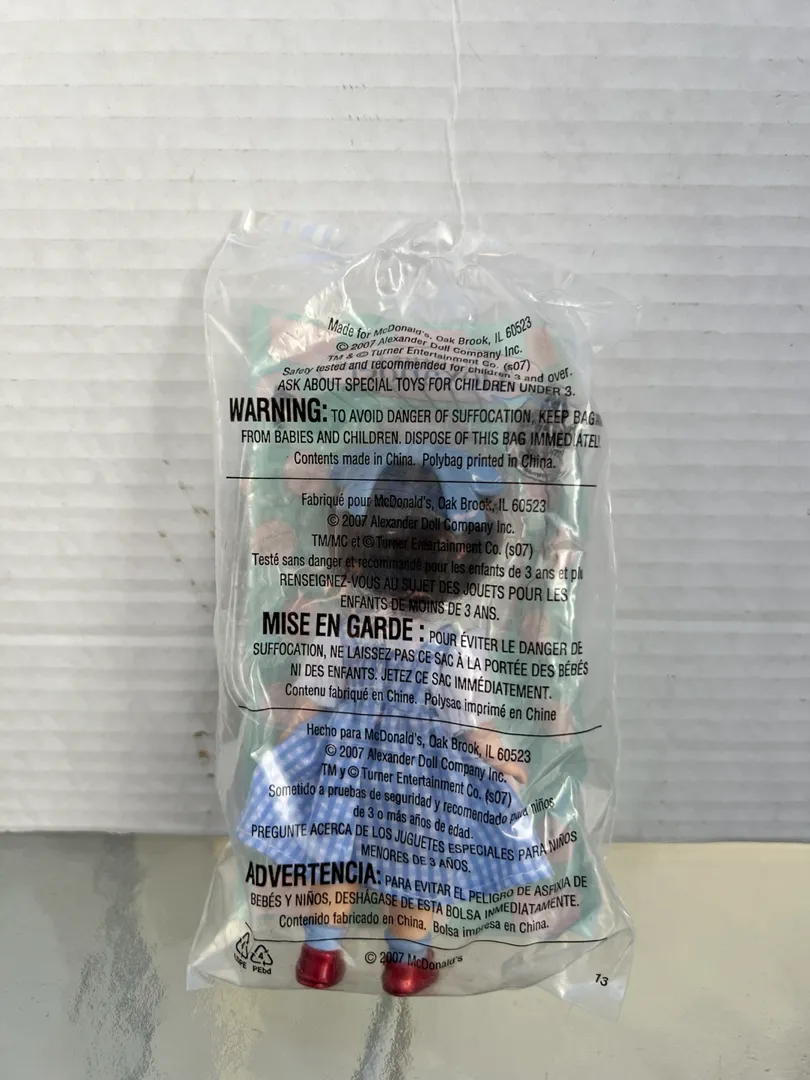 Made for McDonald's, Oak Brook, IL 60523
© 2007 Alexander Doll Company Inc.
TM & © Turner Entertainment Co. (s07)
Safety tested and recommended for children 3 and over.
ASK ABOUT SPECIAL TOYS FOR CHILDREN UNDER 3.
WARNING: TO AVOID DANGER OF SUFFOCATION, KEEP BAG
FROM BABIES AND CHILDREN. DISPOSE OF THIS BAG IMMEDIATEL
Contents made in China. Polybag printed in China.
Fabriqué pour McDonald's, Oak Brook, IL 60523
© 2007 Alexander Doll Company Inc.
TM/MC et © Turner Entertainment Co. (s07)
Testé sans danger et recommandé pour les enfants de 3 ans et plu
RENSEIGNEZ-VOUS AU SUJET DES JOUETS POUR LES
ENFANTS DE MOINS DE 3 ANS.
MISE EN GARDE : POUR ÉVITER LE DANGER DE
SUFFOCATION, NE LAISSEZ PAS CE SAC À LA PORTÉE DES BÉBÉS
NI DES ENFANTS. JETEZ CE SAC IMMÉDIATEMENT.
Contenu fabriqué en Chine. Polysac imprimé en Chine
Hecho para McDonald's, Oak Brook, IL 60523
© 2007 Alexander Doll Company Inc.
TM y © Turner Entertainment Co. (s07)
Sometido a pruebas de seguridad y recomendado para niños
de 3 o más años de edad.
PREGUNTE ACERCA DE LOS JUGUETES ESPECIALES PARA NIÑOS
MENORES DE 3 AÑOS.
ADVERTENCIA: PARA EVITAR EL PELIGRO DE ASFIXIA DE
BEBÉS Y NIÑOS, DESHÁGASE DE ESTA BOLSA INMEDIATAMENTE.
Contenido fabricado en China. Bolsa impresa en China.
4 4
LDPE PEbd
© 2007 McDonald's
13